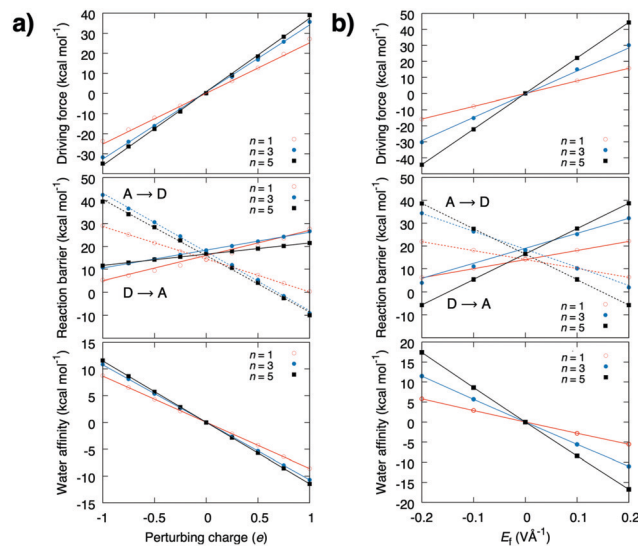 a)
Driving force (kcal mol⁻¹)
40
30
20
10
0
-10
-20
-30
n = 1
n = 3
n = 5
Reaction barrier (kcal mol⁻¹)
50
40
30
20
10
0
-10
A → D
D → A
n = 1
n = 3
n = 5
Water affinity (kcal mol⁻¹)
15
10
5
0
-5
-10
-15
n = 1
n = 3
n = 5
-1
-0.5
0
0.5
1
Perturbing charge (e)
b)
Driving force (kcal mol⁻¹)
50
40
30
20
10
0
-10
-20
-30
-40
n = 1
n = 3
n = 5
Reaction barrier (kcal mol⁻¹)
50
40
30
20
10
0
-10
A → D
D → A
n = 1
n = 3
n = 5
Water affinity (kcal mol⁻¹)
20
15
10
5
0
-5
-10
-15
-20
n = 1
n = 3
n = 5
-0.2
-0.1
0
0.1
0.2
E_f (VÅ⁻¹)